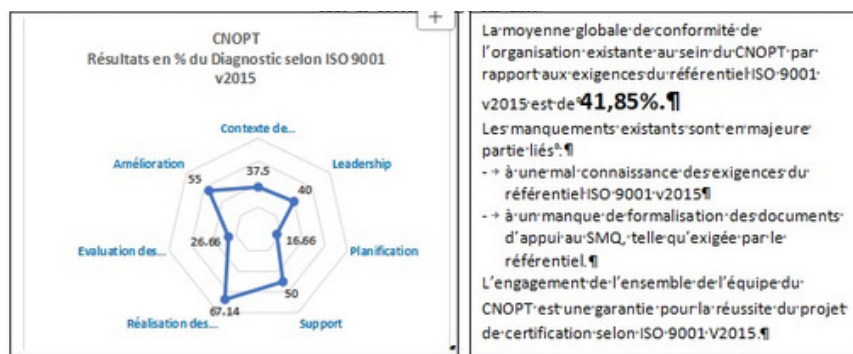 CNOPT
Résultats en % du Diagnostic selon ISO 9001
v2015
Contexte de...
Amélioration
Leadership
55
37.5
40
Evaluation des...
26.66
16.66
Planification
50
67.14
Réalisation des...
Support
La moyenne globale de conformité de
l'organisation existante au sein du CNOPT par
rapport aux exigences du référentiel ISO 9001
v2015 est de 41,85%.¶
Les manquements existants sont en majeure
partie liés :¶
- → à une mal connaissance des exigences du
référentiel ISO 9001 v2015¶
- → à un manque de formalisation des documents
d'appui au SMQ, telle qu'exigée par le
référentiel.¶
L'engagement de l'ensemble de l'équipe du
CNOPT est une garantie pour la réussite du projet
de certification selon ISO 9001 V2015.¶